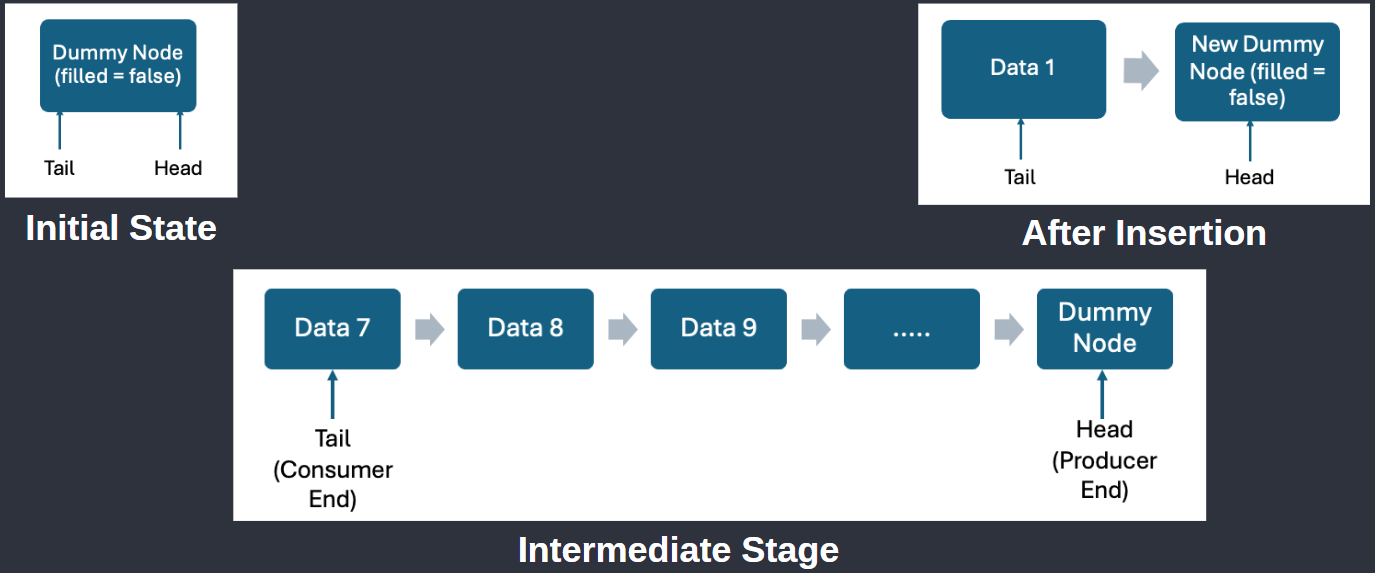 Dummy Node
(filled = false)
Tail
Head
Initial State
Data 1
New Dummy
Node (filled =
false)
Tail
Head
After Insertion
Data 7
Data 8
Data 9
.....
Dummy
Node
Tail
(Consumer
End)
Head
(Producer
End)
Intermediate Stage